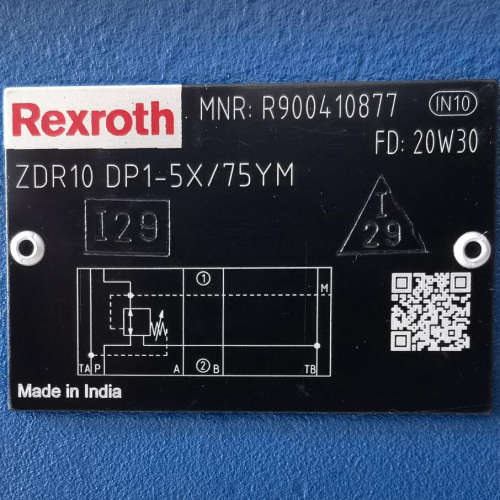 Rexroth
MNR: R900410877 IN10
FD: 20W30
ZDR10 DP1-5X/75YM
I29
I
29
1
M
TA P A 2 B TB
Made in India